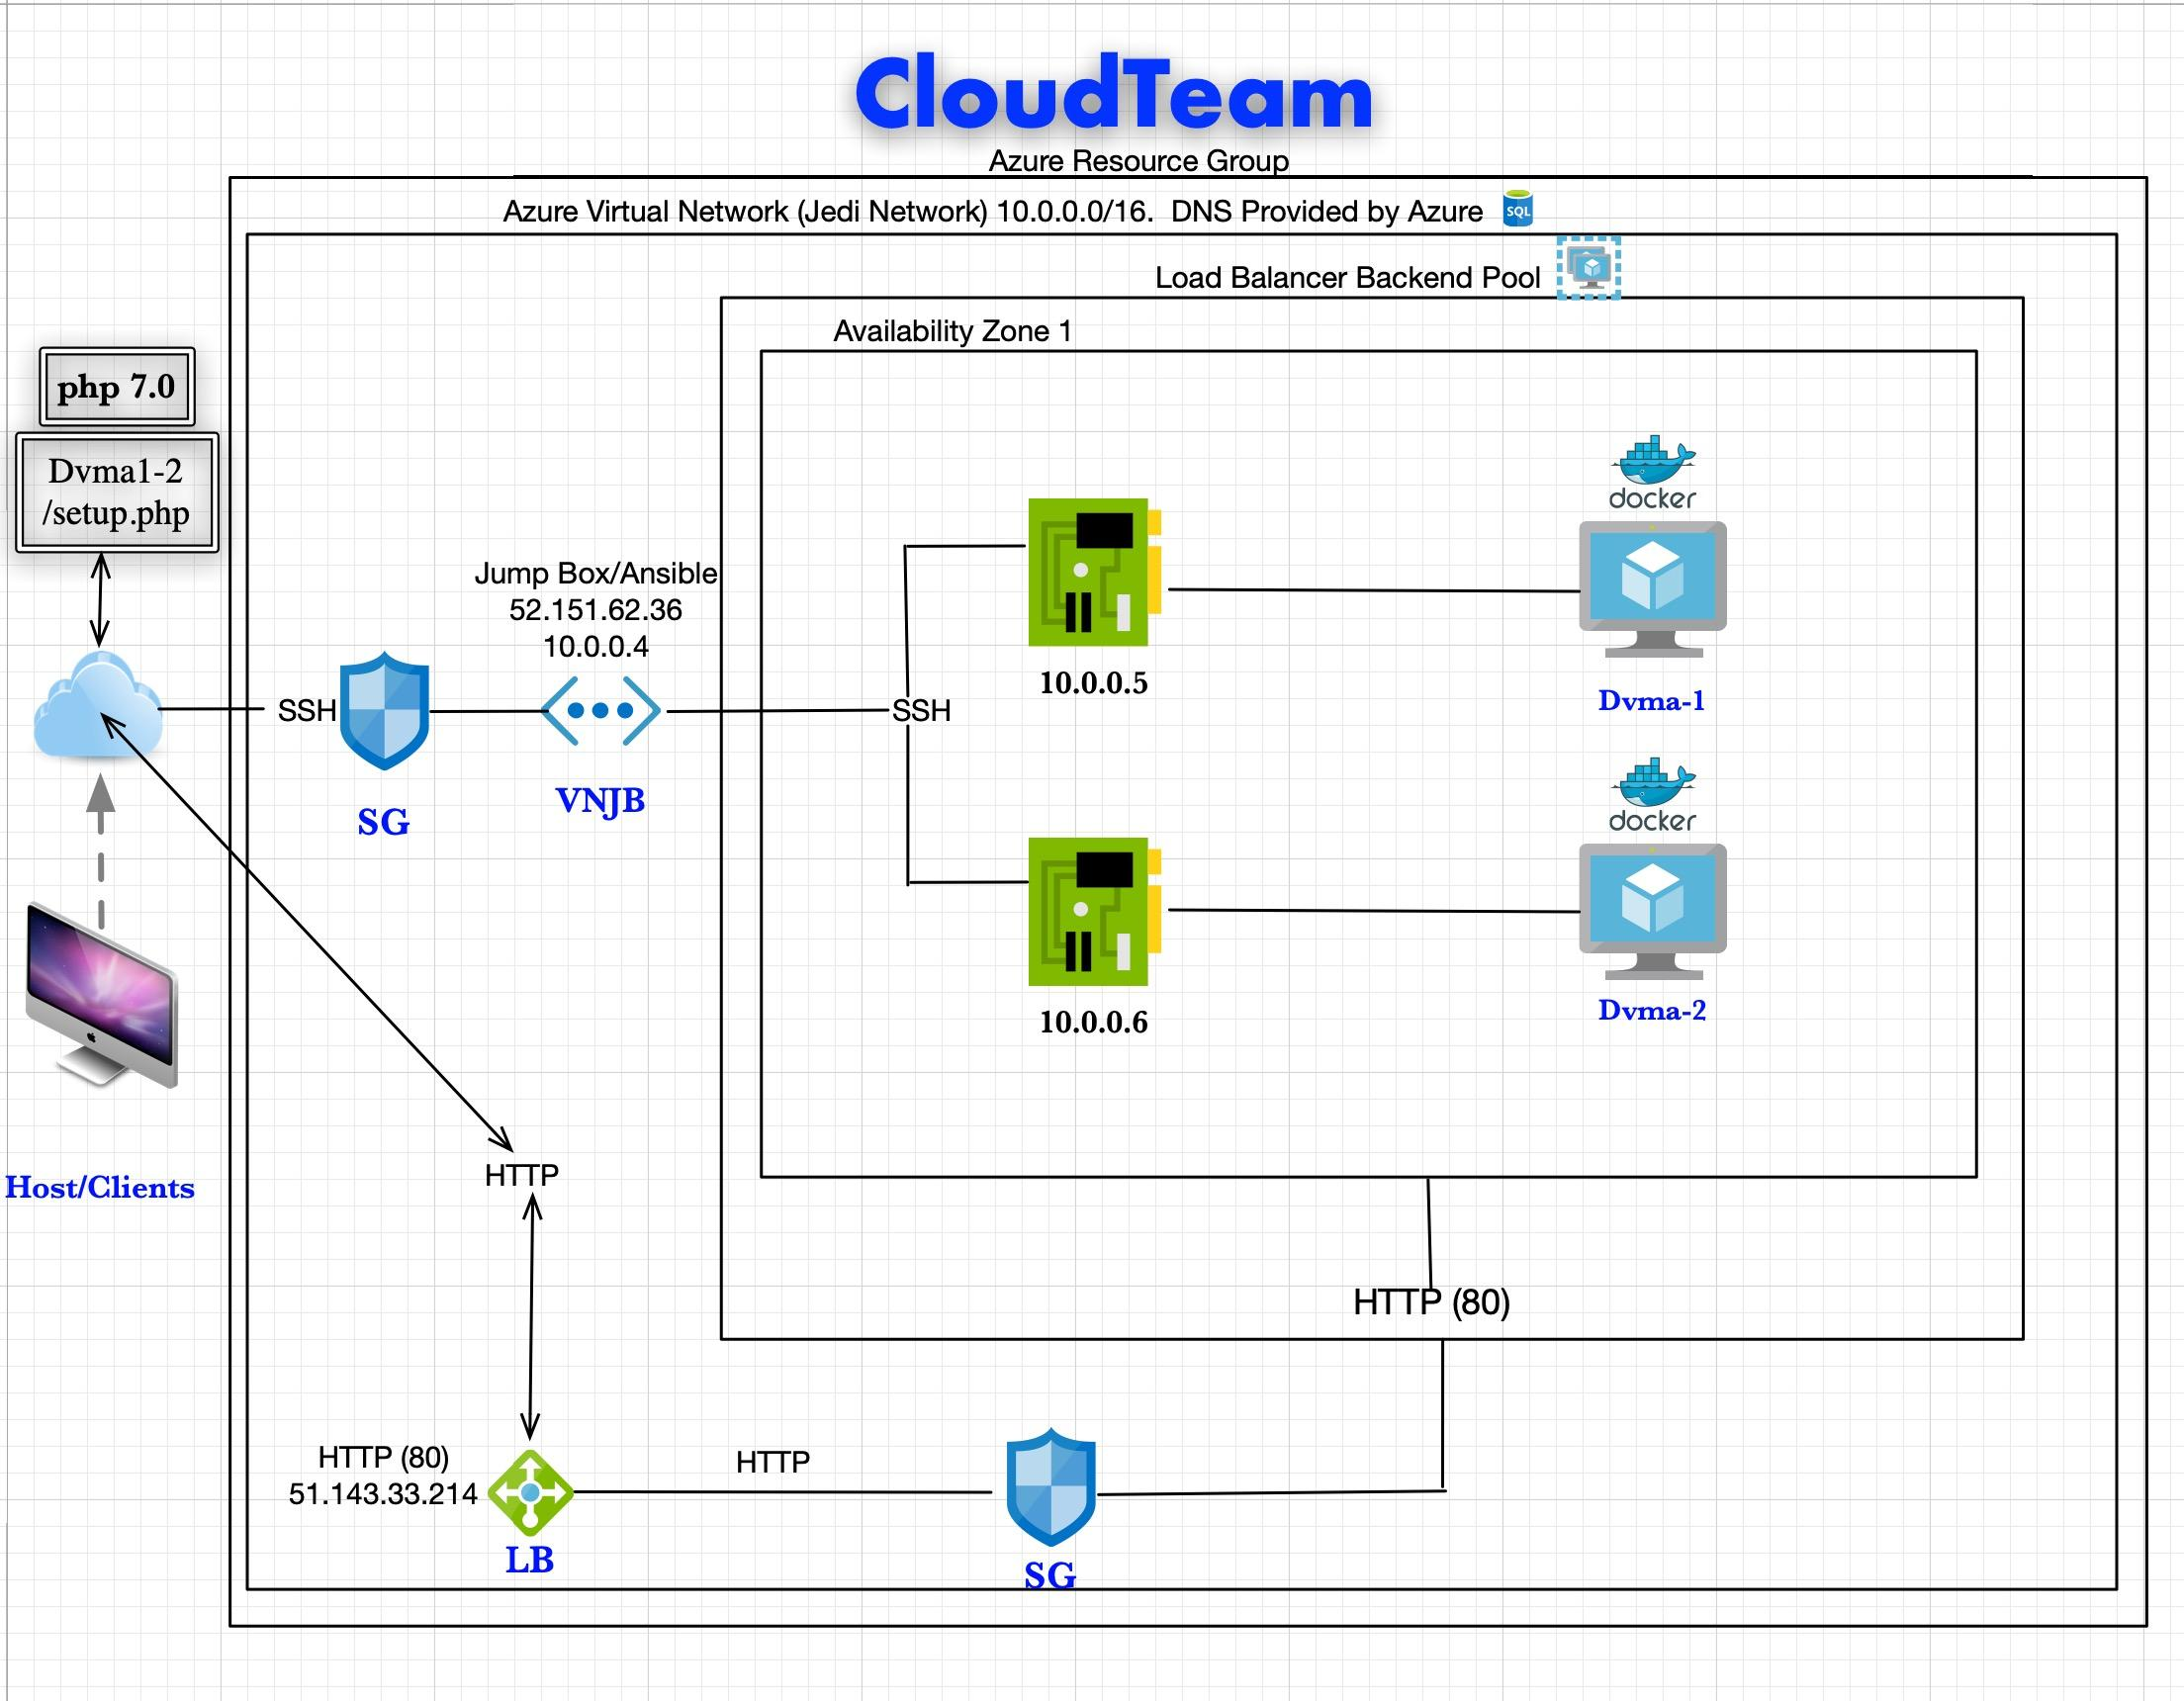 CloudTeam
Azure Resource Group
Azure Virtual Network (Jedi Network) 10.0.0.0/16.  DNS Provided by Azure
SQL
Load Balancer Backend Pool
Availability Zone 1
php 7.0
Dvma1-2
/setup.php
docker
Jump Box/Ansible
52.151.62.36
10.0.0.4
10.0.0.5
Dvma-1
SSH
SSH
SG
VNJB
docker
10.0.0.6
Dvma-2
Host/Clients
HTTP
HTTP (80)
HTTP (80)
51.143.33.214
HTTP
LB
SG